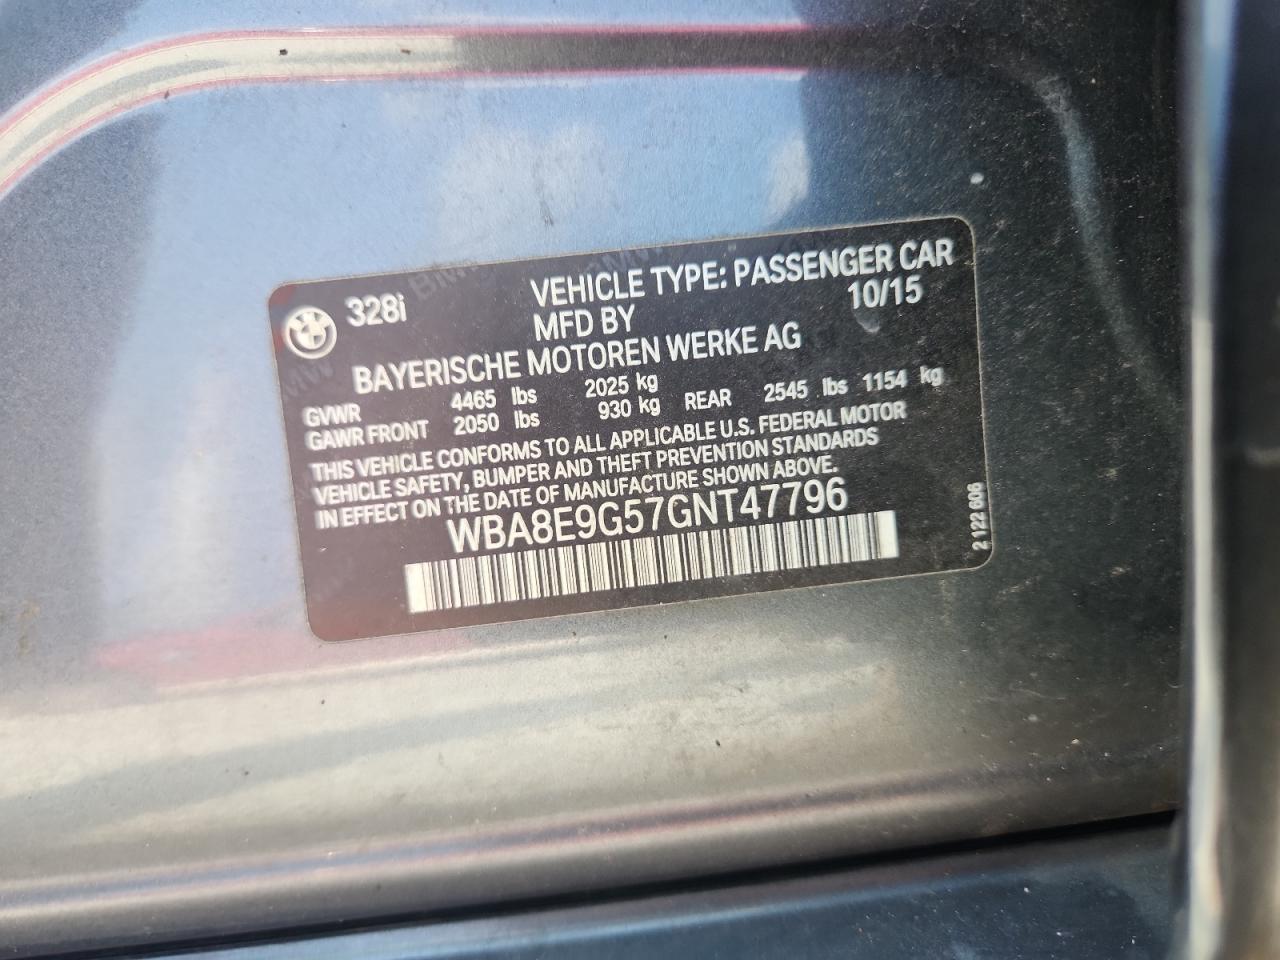 328i VEHICLE TYPE: PASSENGER CAR
MFD BY 10/15
BAYERISCHE MOTOREN WERKE AG
GVWR 4465 lbs 2025 kg
GAWR FRONT 2050 lbs 930 kg REAR 2545 lbs 1154 kg
THIS VEHICLE CONFORMS TO ALL APPLICABLE U.S. FEDERAL MOTOR
VEHICLE SAFETY, BUMPER AND THEFT PREVENTION STANDARDS
IN EFFECT ON THE DATE OF MANUFACTURE SHOWN ABOVE.
WBA8E9G57GNT47796
2 122 606